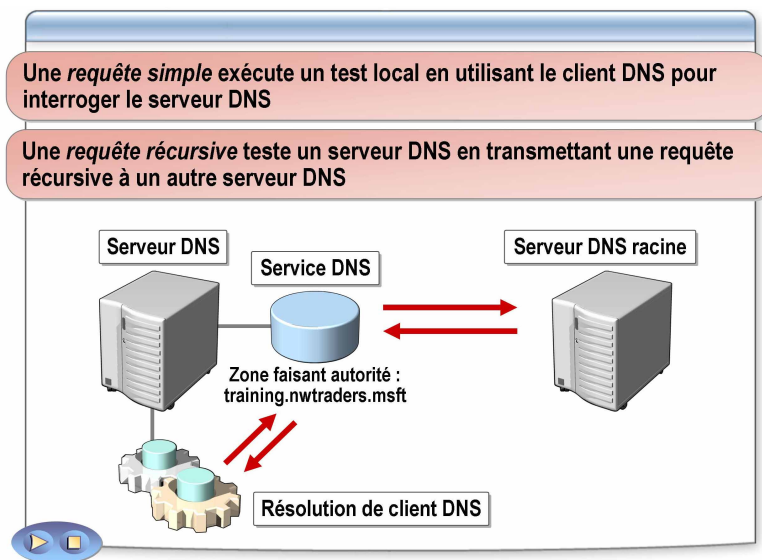 Une requête simple exécute un test local en utilisant le client DNS pour
interroger le serveur DNS
Une requête récursive teste un serveur DNS en transmettant une requête
récursive à un autre serveur DNS
Serveur DNS
Service DNS
Serveur DNS racine
Zone faisant autorité :
training.nwtraders.msft
Résolution de client DNS